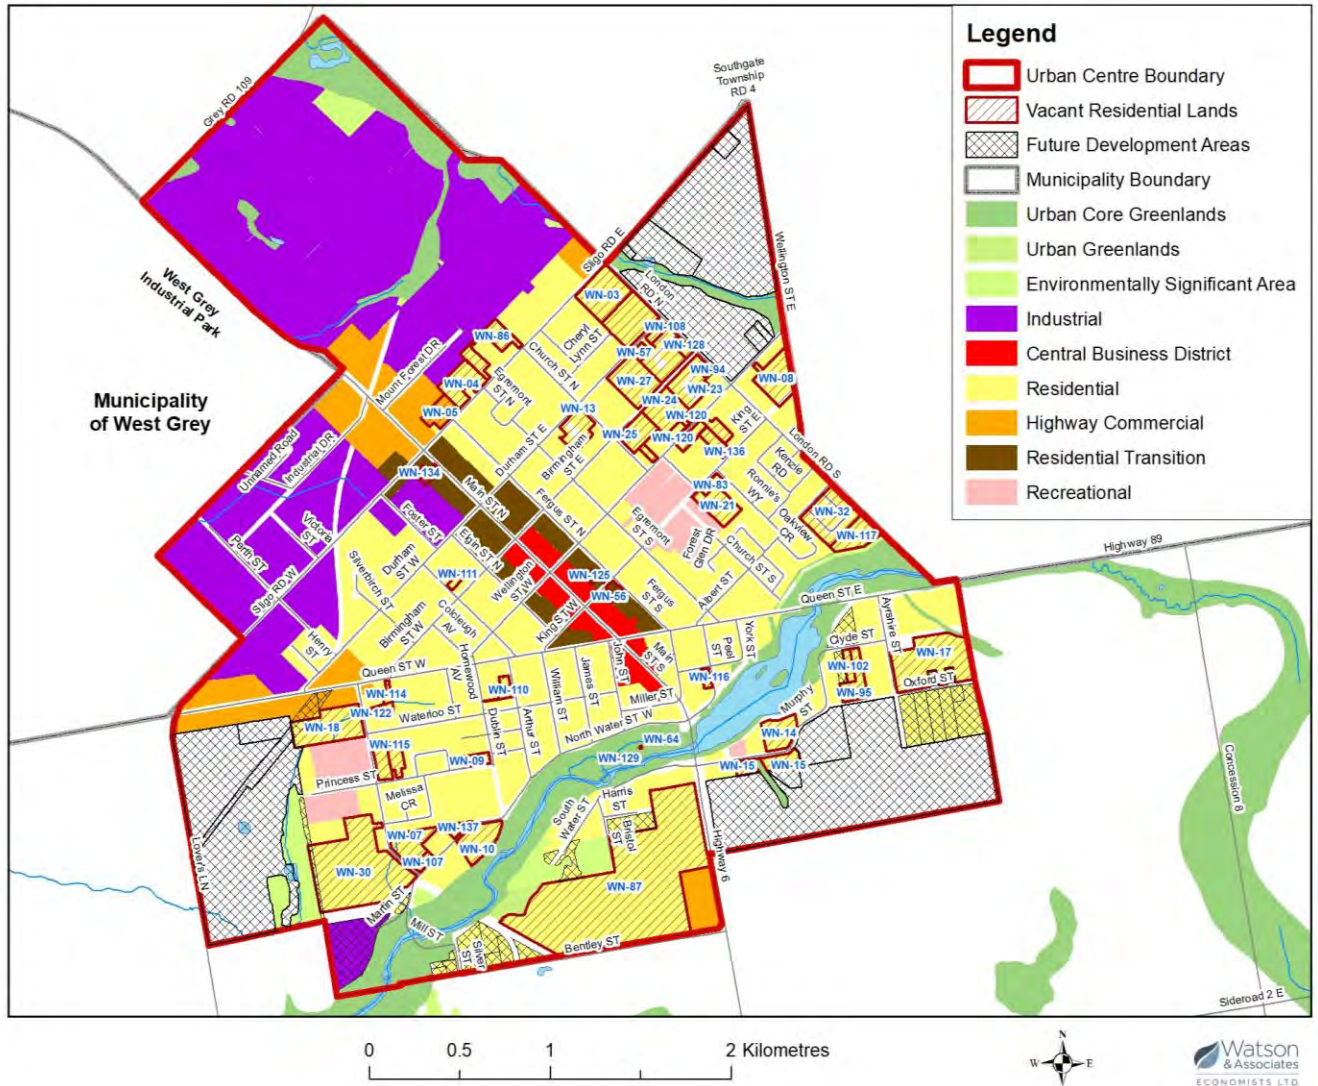 Legend
Urban Centre Boundary
Vacant Residential Lands
Future Development Areas
Municipality Boundary
Urban Core Greenlands
Urban Greenlands
Environmentally Significant Area
Industrial
Central Business District
Residential
Highway Commercial
Residential Transition
Recreational
Southgate
Township
RD 4
Grey RD 109
West Grey
Industrial Park
Municipality
of West Grey
Sligo RD E
London
RD N
Wellington ST E
WN-03
WN-108
WN-128
WN-86
Cheryl
Lynn ST
WN-57
Church ST N
Mount Forest DR
WN-94
WN-08
WN-04
Egremont
ST N
WN-27
WN-23
WN-24
WN-05
WN-13
WN-120
King
ST E
WN-25
WN-120
WN-136
Durham ST E
Birmingham
ST E
London RD S
Kenzie
RD
Unnamed Road
Industrial DR
WN-134
Main ST N
WN-83
Ronnie's
WY
WN-21
Fergus ST N
Egremont
ST S
Forest
Glen DR
Oakview
CR
WN-32
WN-117
Victoria
ST
Foster ST
Perth ST
Elgin ST N
Church ST S
Highway 89
Durham
ST W
Silverbirch ST
WN-111
Wellington
ST W
WN-125
WN-56
Fergus
ST S
Albert ST
Sligo RD W
Birmingham
ST W
Colcleugh
AV
King ST W
Queen ST E
Henry
ST
Queen ST W
Homewood
AV
John ST
Main
ST S
Peel
ST
York ST
Ayrshire ST
Clyde ST
WN-17
WN-102
WN-114
WN-110
William ST
James ST
WN-116
WN-95
Oxford ST
WN-122
Waterloo ST
Miller ST
Murphy
ST
WN-18
Dublin ST
Arthur ST
North Water ST W
WN-14
WN-64
WN-115
WN-09
WN-129
WN-15
WN-15
Princess ST
Melissa
CR
Harris
ST
South
Water ST
Bristol
ST
Highway 6
Concession 8
WN-137
WN-07
WN-10
WN-107
Lover's LN
WN-30
WN-87
Martin ST
Mill ST
Silver
ST
Bentley ST
Sideroad 2 E
0
0.5
1
2 Kilometres
N
W
E
S
Watson
& Associates
ECONOMISTS LTD